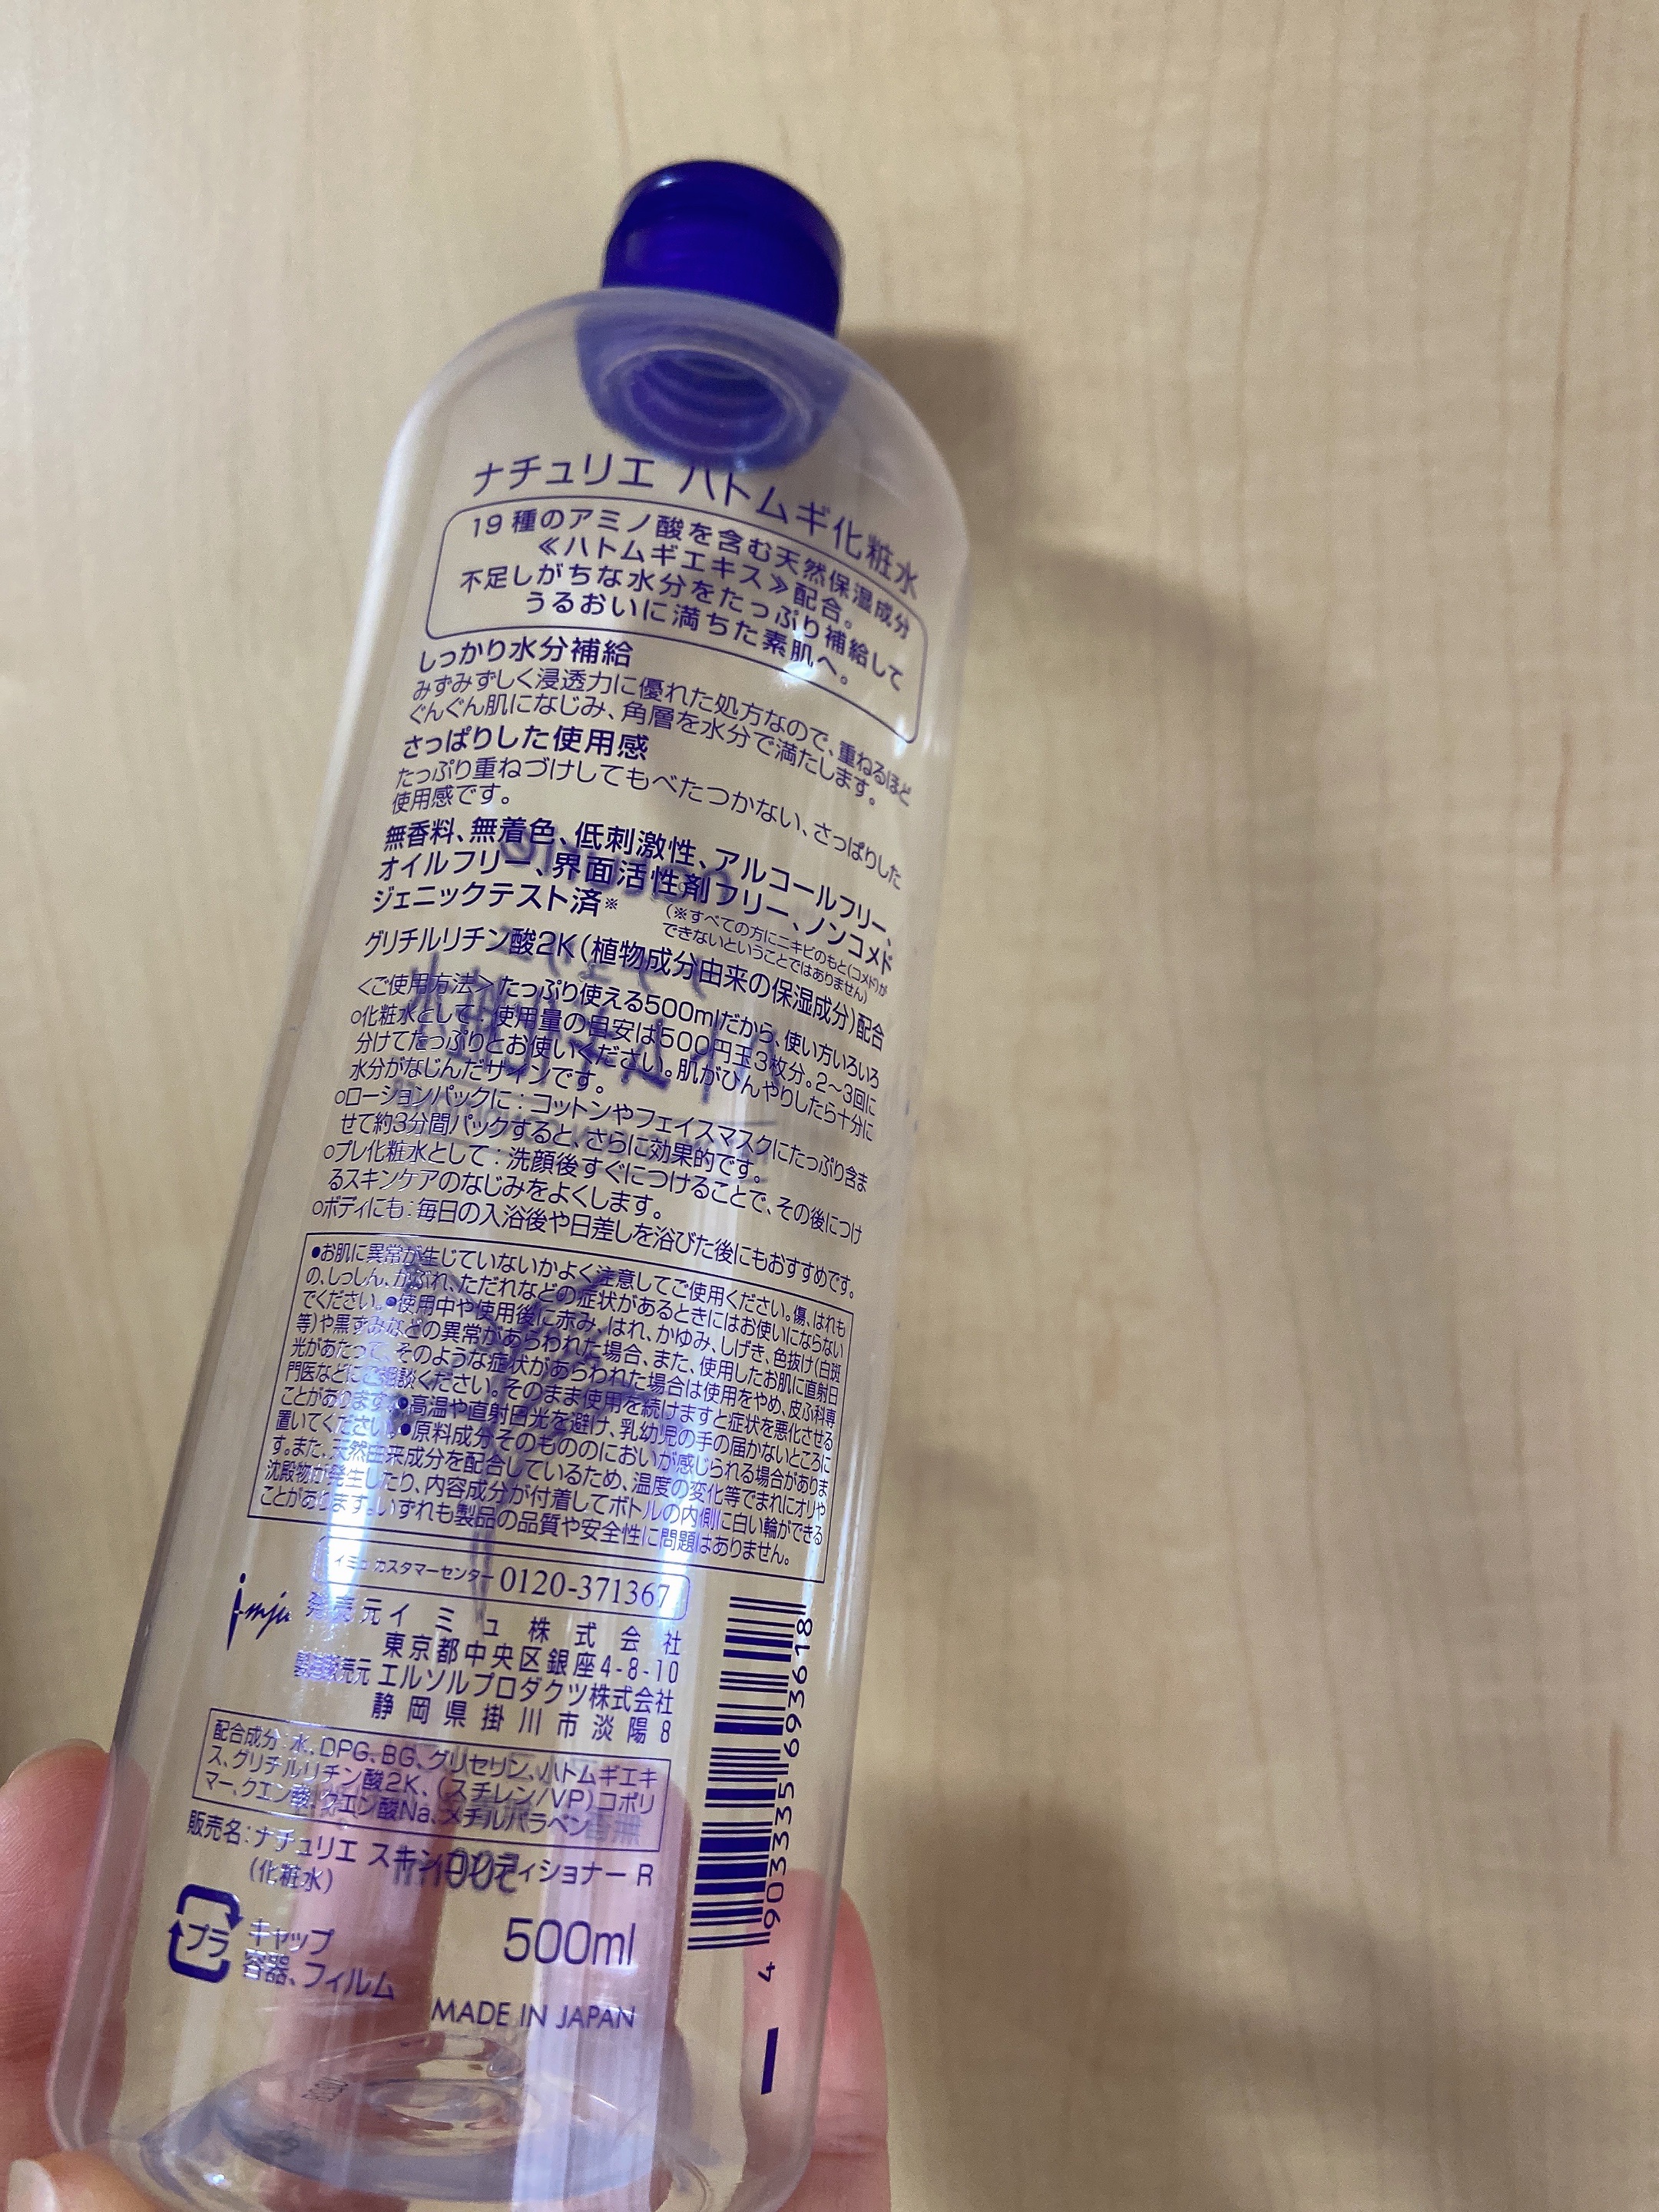 ナチュリエ ハトムギ化粧水
19種のアミノ酸を含む天然保湿成分
≪ハトムギエキス≫配合。
不足しがちな水分をたっぷり補給して
うるおいに満ちた素肌へ。
しっかり水分補給
みずみずしく浸透力に優れた処方なので、重ねるほど
ぐんぐん肌になじみ、角層を水分で満たします。
さっぱりした使用感
たっぷり重ねづけしてもべたつかない、さっぱりした
使用感です。
無香料、無着色、低刺激性、アルコールフリー、
オイルフリー、界面活性剤フリー、ノンコメド
ジェニックテスト済※
(※すべての方にニキビのもと(コメド)が
できないということではありません)
グリチルリチン酸2K(植物成分由来の保湿成分)配合
<ご使用方法>たっぷり使える500mlだから、使い方いろいろ
○化粧水として:使用量の目安は500円玉3枚分。2〜3回に
分けてたっぷりとお使いください。肌がひんやりしたら十分に
水分がなじんだサインです。
○ローションパックに:コットンやフェイスマスクにたっぷり含ま
せて約3分間パックすると、さらに効果的です。
○プレ化粧水として:洗顔後すぐにつけることで、その後につけ
るスキンケアのなじみをよくします。
○ボディにも:毎日の入浴後や日差しを浴びた後にもおすすめです。
●お肌に異常が生じていないかよく注意してご使用ください。傷、はれも
の、しっしん、かぶれ、ただれなどの症状があるときにはお使いにならない
でください。●使用中や使用後に赤み、はれ、かゆみ、しげき、色抜け(白斑
等)や黒ずみなどの異常があらわれた場合、また、使用したお肌に直射日
光があたって、そのような症状があらわれた場合は使用をやめ、皮ふ科専
門医などにご相談ください。そのまま使用を続けますと症状を悪化させる
ことがあります。●高温や直射日光を避け、乳幼児の手の届かないところに
置いてください。●原料成分そのもののにおいが感じられる場合がありま
す。また、天然由来成分を配合しているため、温度の変化等でまれにオリや
沈殿物が発生したり、内容成分が付着してボトルの内側に白い輪ができる
ことがあります。いずれも製品の品質や安全性に問題はありません。
イミュ カスタマーセンター 0120-371367
imju 発売元 イミュ株式会社
東京都中央区銀座4-8-10
製造販売元 エルソルプロダクツ株式会社
静岡県掛川市淡陽8
配合成分:水、DPG、BG、グリセリン、ハトムギエキ
ス、グリチルリチン酸2K、(スチレン/VP)コポリ
マー、クエン酸、クエン酸Na、メチルパラベン
販売名:ナチュリエ スキンコンディショナー R
(化粧水)
プラ
キャップ
容器、フィルム
500ml
MADE IN JAPAN
4 903335 693618